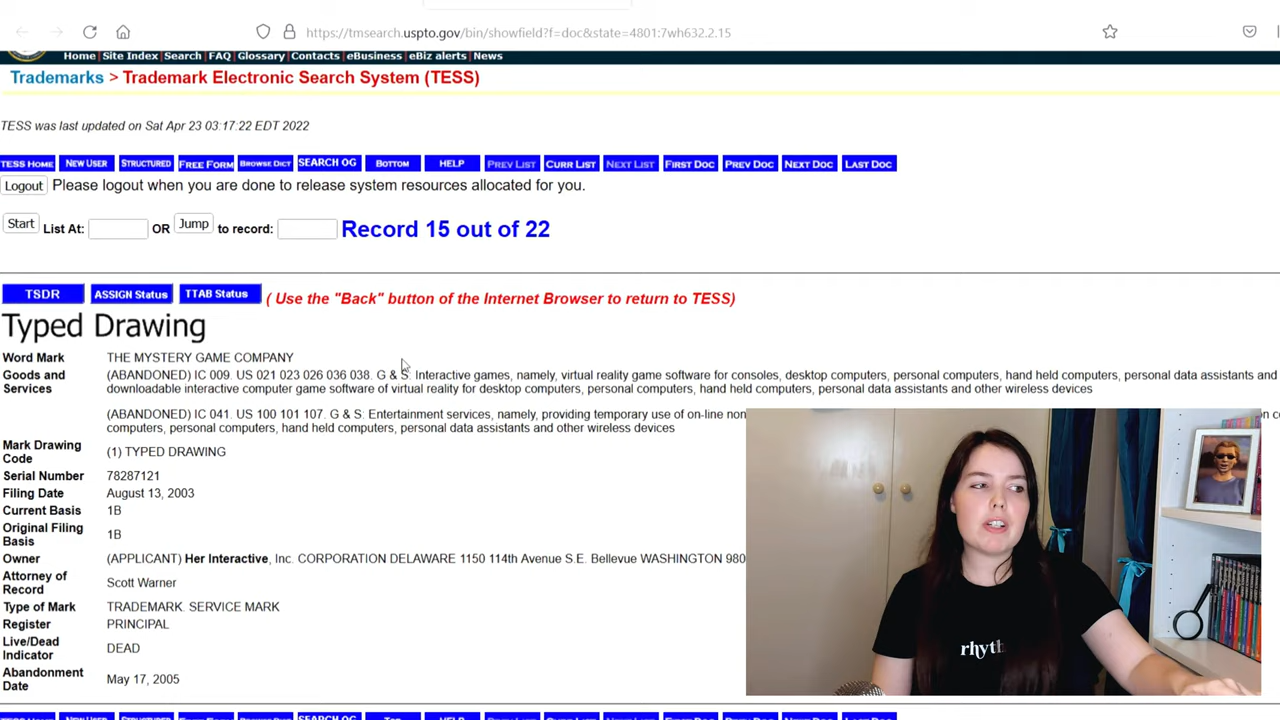 https://tmsearch.uspto.gov/bin/showfield?f=doc&state=4801:7wh632.2.15
Home | Site Index | Search | FAQ | Glossary | Contacts | eBusiness | eBiz alerts | News
Trademarks > Trademark Electronic Search System (TESS)
TESS was last updated on Sat Apr 23 03:17:22 EDT 2022
TESS HOME NEW USER STRUCTURED FREE FORM BROWSE DICT SEARCH OG BOTTOM HELP PREV LIST CURR LIST NEXT LIST FIRST DOC PREV DOC NEXT DOC LAST DOC
Logout Please logout when you are done to release system resources allocated for you.
Start List At: OR Jump to record: Record 15 out of 22
TSDR ASSIGN Status TTAB Status ( Use the "Back" button of the Internet Browser to return to TESS)
Typed Drawing
Word Mark THE MYSTERY GAME COMPANY
Goods and Services (ABANDONED) IC 009. US 021 023 026 036 038. G & S: Interactive games, namely, virtual reality game software for consoles, desktop computers, personal computers, hand held computers, personal data assistants and
downloadable interactive computer game software of virtual reality for desktop computers, personal computers, hand held computers, personal data assistants and other wireless devices
(ABANDONED) IC 041. US 100 101 107. G & S: Entertainment services, namely, providing temporary use of on-line non
computers, personal computers, hand held computers, personal data assistants and other wireless devices
Mark Drawing Code (1) TYPED DRAWING
Serial Number 78287121
Filing Date August 13, 2003
Current Basis 1B
Original Filing Basis 1B
Owner (APPLICANT) Her Interactive, Inc. CORPORATION DELAWARE 1150 114th Avenue S.E. Bellevue WASHINGTON 980
Attorney of Record Scott Warner
Type of Mark TRADEMARK. SERVICE MARK
Register PRINCIPAL
Live/Dead Indicator DEAD
Abandonment Date May 17, 2005
rhyth